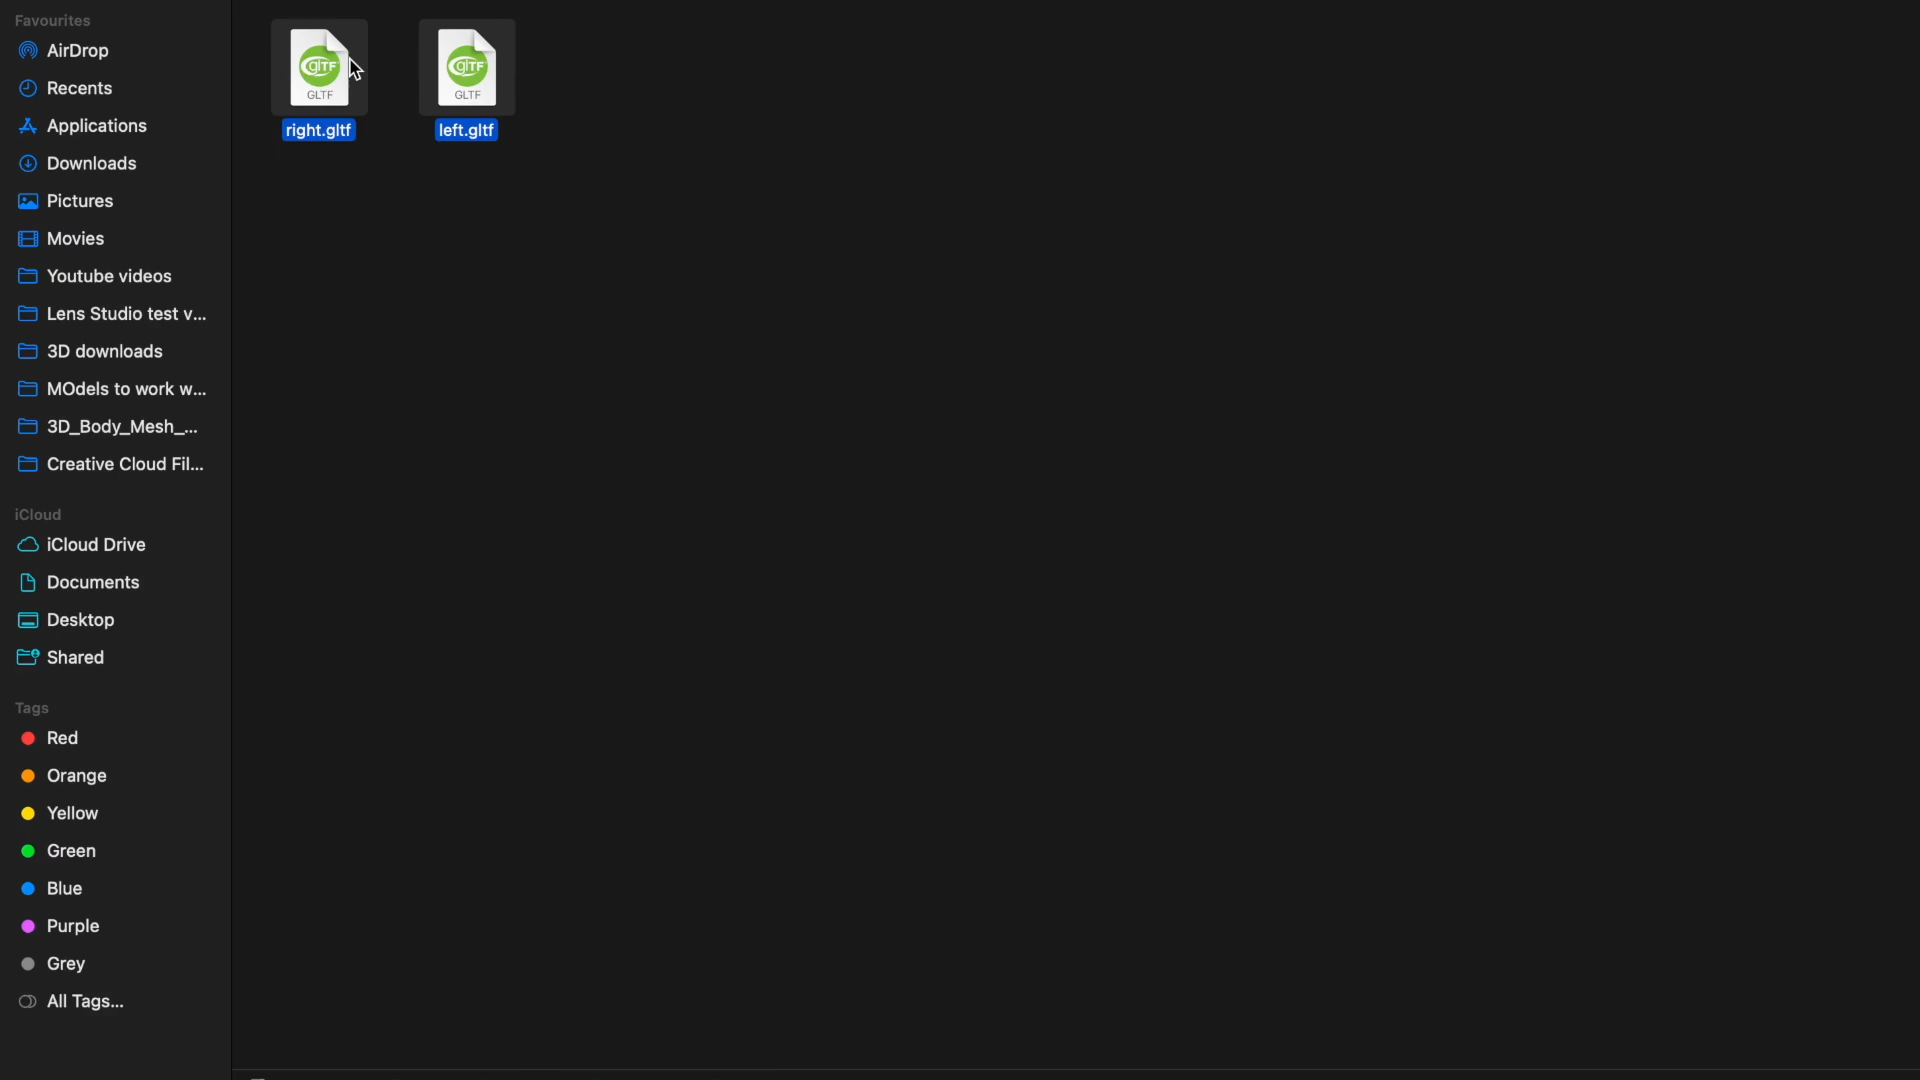 Favourites
AirDrop
Recents
Applications
Downloads
Pictures
Movies
Youtube videos
Lens Studio test v...
3D downloads
MOdels to work w...
3D_Body_Mesh_...
Creative Cloud Fil...
iCloud
iCloud Drive
Documents
Desktop
Shared
Tags
Red
Orange
Yellow
Green
Blue
Purple
Grey
All Tags...
glTF
GLTF
right.gltf
glTF
GLTF
left.gltf